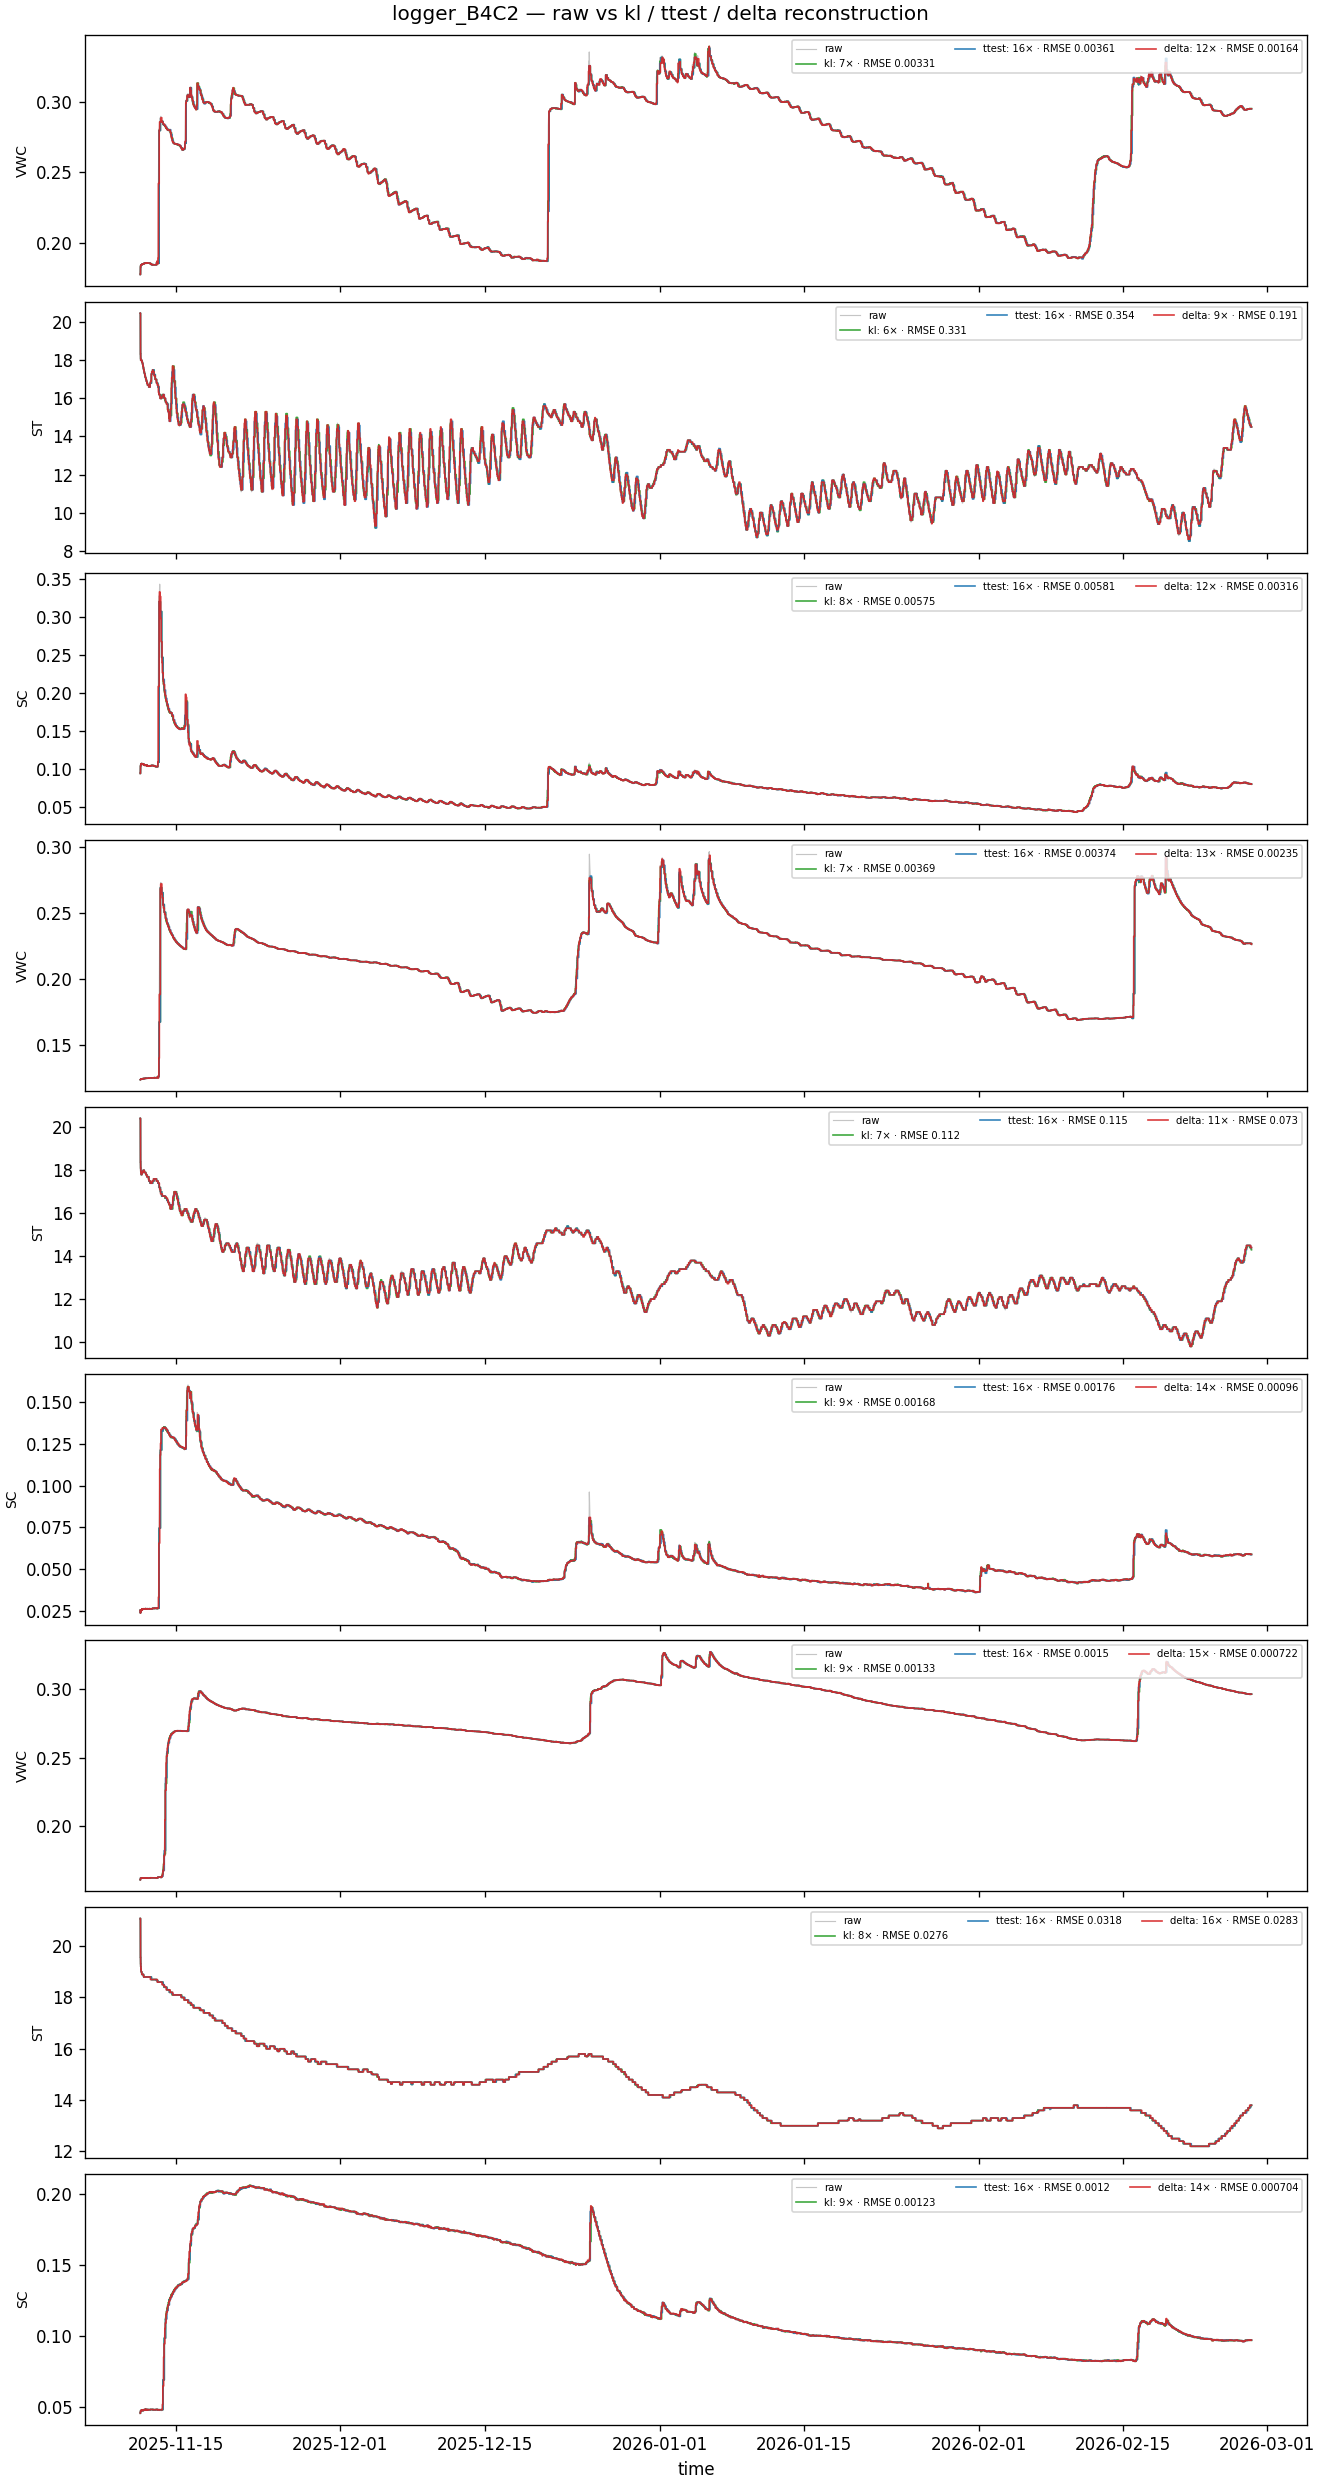 logger_B4C2 — raw vs kl / ttest / delta reconstruction
raw ttest: 16× · RMSE 0.00361 delta: 12× · RMSE 0.00164
kl: 7× · RMSE 0.00331
0.30
0.25
0.20
VWC
raw ttest: 16× · RMSE 0.354 delta: 9× · RMSE 0.191
kl: 6× · RMSE 0.331
20
18
16
14
12
10
8
ST
raw ttest: 16× · RMSE 0.00581 delta: 12× · RMSE 0.00316
kl: 8× · RMSE 0.00575
0.35
0.30
0.25
0.20
0.15
0.10
0.05
SC
raw ttest: 16× · RMSE 0.00374 delta: 13× · RMSE 0.00235
kl: 7× · RMSE 0.00369
0.30
0.25
0.20
0.15
VWC
raw ttest: 16× · RMSE 0.115 delta: 11× · RMSE 0.073
kl: 7× · RMSE 0.112
20
18
16
14
12
10
ST
raw ttest: 16× · RMSE 0.00176 delta: 14× · RMSE 0.00096
kl: 9× · RMSE 0.00168
0.150
0.125
0.100
0.075
0.050
0.025
SC
raw ttest: 16× · RMSE 0.0015 delta: 15× · RMSE 0.000722
kl: 9× · RMSE 0.00133
0.30
0.25
0.20
VWC
raw ttest: 16× · RMSE 0.0318 delta: 16× · RMSE 0.0283
kl: 8× · RMSE 0.0276
20
18
16
14
12
ST
raw ttest: 16× · RMSE 0.0012 delta: 14× · RMSE 0.000704
kl: 9× · RMSE 0.00123
0.20
0.15
0.10
0.05
SC
2025-11-15 2025-12-01 2025-12-15 2026-01-01 2026-01-15 2026-02-01 2026-02-15 2026-03-01
time